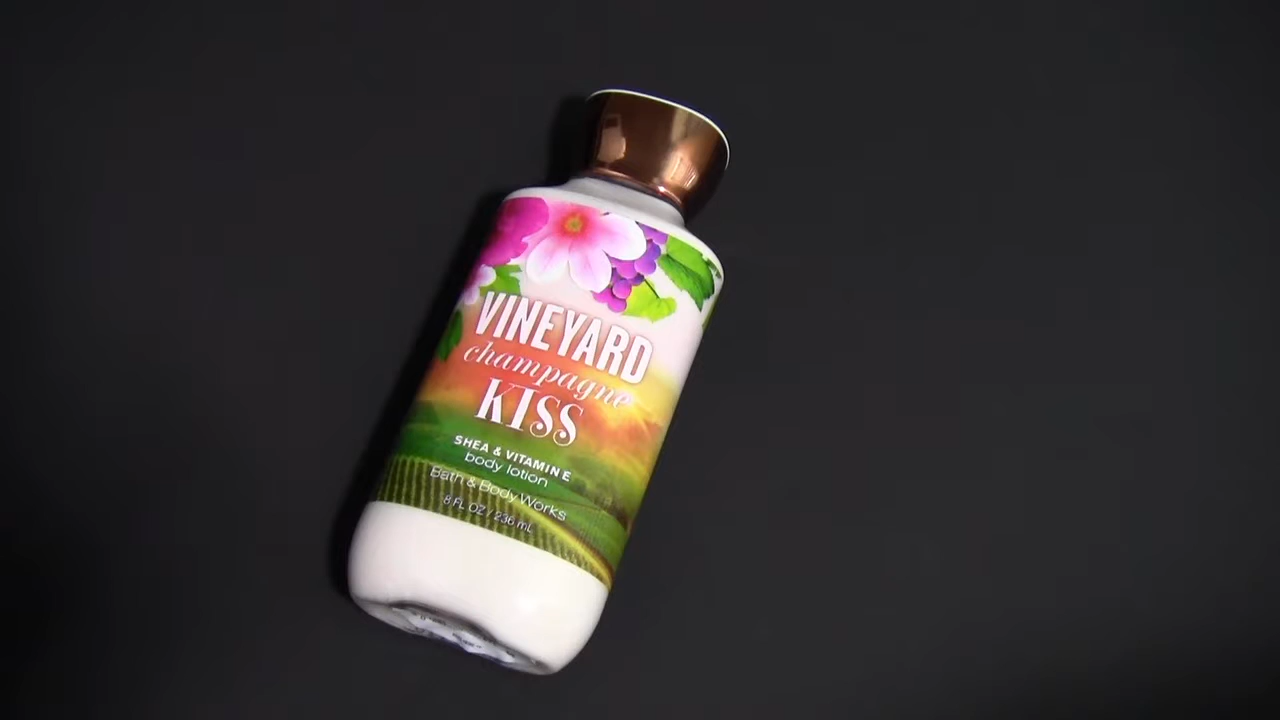 VINEYARD
champagne
KISS
SHEA & VITAMIN E
body lotion
Bath & Body Works
8 FL OZ / 236 mL